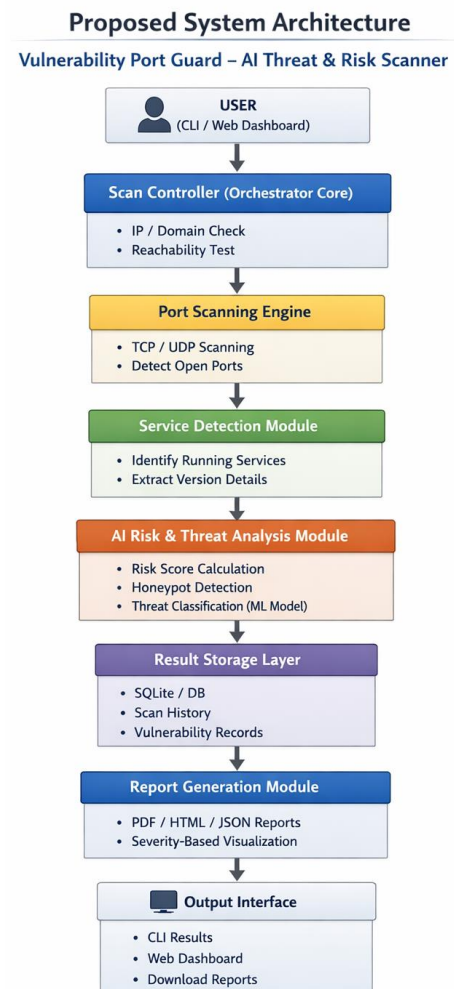 Proposed System Architecture
Vulnerability Port Guard – AI Threat & Risk Scanner
USER
(CLI / Web Dashboard)
Scan Controller (Orchestrator Core)
• IP / Domain Check
• Reachability Test
Port Scanning Engine
• TCP / UDP Scanning
• Detect Open Ports
Service Detection Module
• Identify Running Services
• Extract Version Details
AI Risk & Threat Analysis Module
• Risk Score Calculation
• Honeypot Detection
• Threat Classification (ML Model)
Result Storage Layer
• SQLite / DB
• Scan History
• Vulnerability Records
Report Generation Module
• PDF / HTML / JSON Reports
• Severity-Based Visualization
Output Interface
• CLI Results
• Web Dashboard
• Download Reports